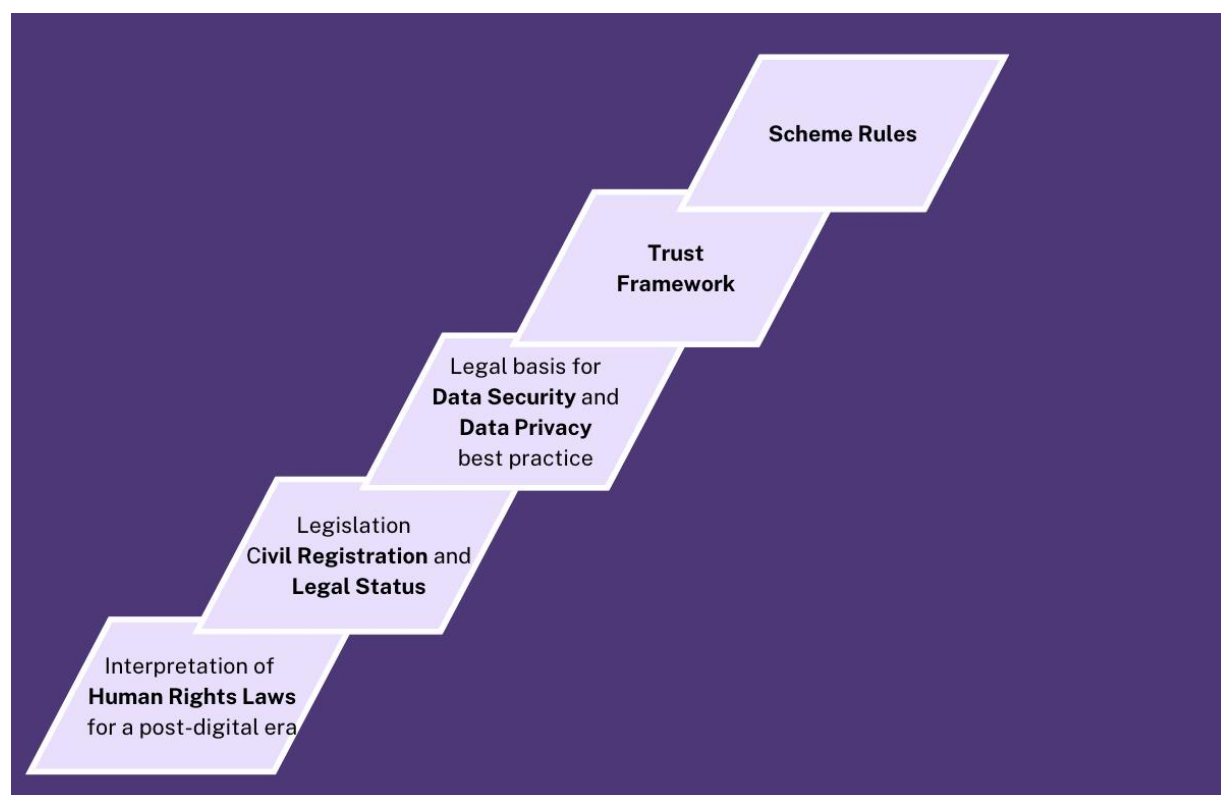 Scheme Rules
Trust
Framework
Legal basis for
Data Security and
Data Privacy
best practice
Legislation
Civil Registration and
Legal Status
Interpretation of
Human Rights Laws
for a post-digital era